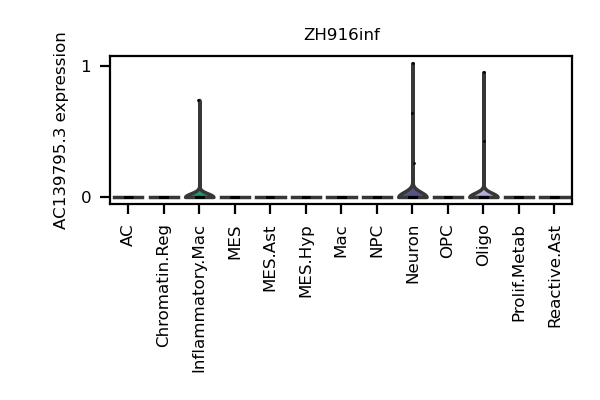 ZH916inf
AC139795.3 expression
1
0
AC
Chromatin.Reg
Inflammatory.Mac
MES
MES.Ast
MES.Hyp
Mac
NPC
Neuron
OPC
Oligo
Prolif.Metab
Reactive.Ast